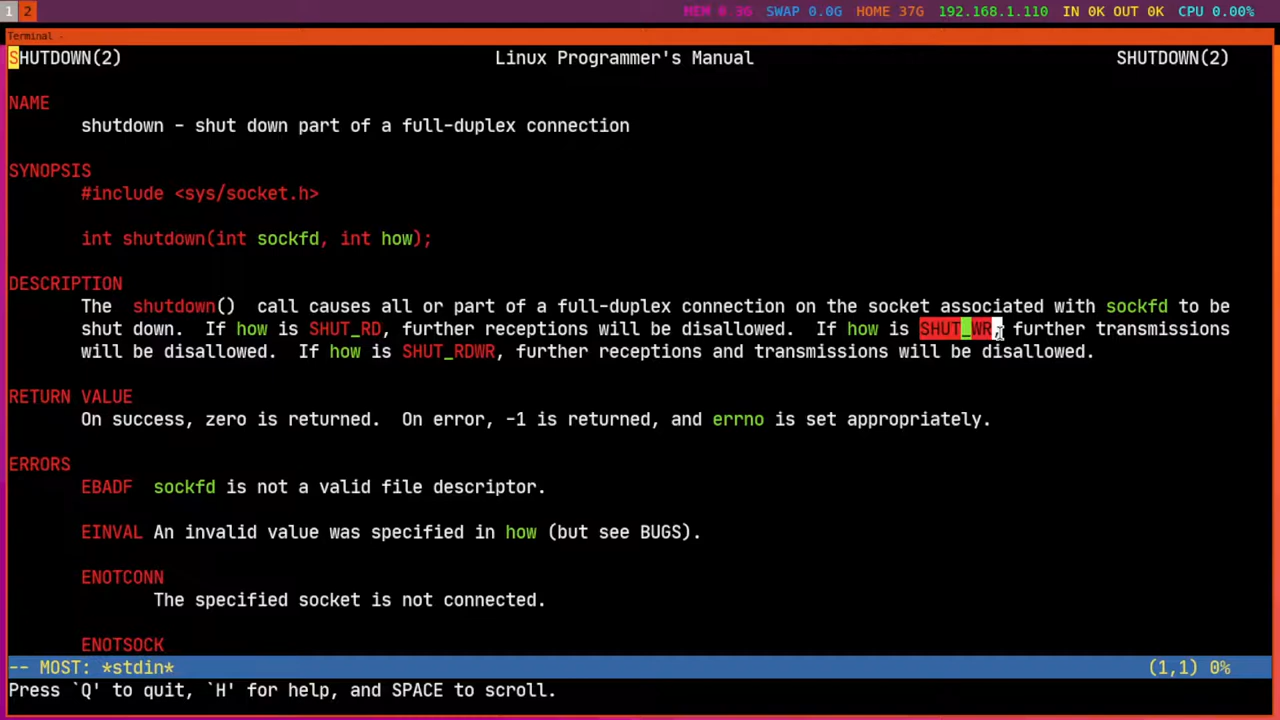 1 2 MEM 0.3G SWAP 0.0G HOME 37G 192.168.1.110 IN 0K OUT 0K CPU 0.00%
Terminal -
SHUTDOWN(2) Linux Programmer's Manual SHUTDOWN(2)
NAME
shutdown - shut down part of a full-duplex connection
SYNOPSIS
#include <sys/socket.h>
int shutdown(int sockfd, int how);
DESCRIPTION
The shutdown() call causes all or part of a full-duplex connection on the socket associated with sockfd to be
shut down. If how is SHUT_RD, further receptions will be disallowed. If how is SHUT_WR, further transmissions
will be disallowed. If how is SHUT_RDWR, further receptions and transmissions will be disallowed.
RETURN VALUE
On success, zero is returned. On error, -1 is returned, and errno is set appropriately.
ERRORS
EBADF sockfd is not a valid file descriptor.
EINVAL An invalid value was specified in how (but see BUGS).
ENOTCONN
The specified socket is not connected.
ENOTSOCK
-- MOST: *stdin* (1,1) 0%
Press `Q' to quit, `H' for help, and SPACE to scroll.